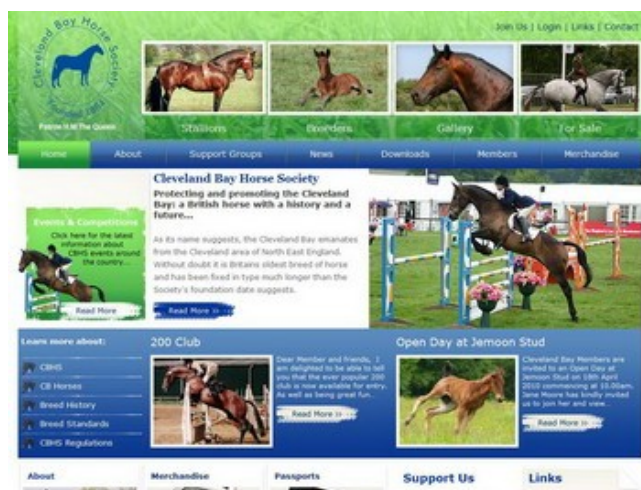 Join Us | Login | Links | Contact
Cleveland Bay Horse Society
Patron H M The Queen
Stallions
Breeders
Gallery
For Sale
Home
About
Support Groups
News
Downloads
Members
Merchandise
Events & Competitions
Click here for the latest
information about
CBHS events around
the country...
Read More
Cleveland Bay Horse Society
Protecting and promoting the Cleveland
Bay: a British horse with a history and a
future...
As its name suggests, the Cleveland Bay emanates
from the Cleveland area of North East England.
Without doubt it is Britains oldest breed of horse
and has been fixed in type much longer than the
Society's foundation date suggests.
Read More »
Learn more about:
CBHS
CB Horses
Breed History
Breed Standards
CBHS Regulations
200 Club
Dear Member and friends, I
am delighted to be able to tell
you that the ever populer 200
club is now available for entry.
As well as being great fun..
Read More »
Open Day at Jemoon Stud
Cleveland Bay Members are
invited to an Open Day at
Jemoon Stud on 18th April
2010 commencing at 10.00am.
Jane Moore has kindly invited
us to join her and view...
Read More »
About
Merchandise
Passports
Support Us
Links